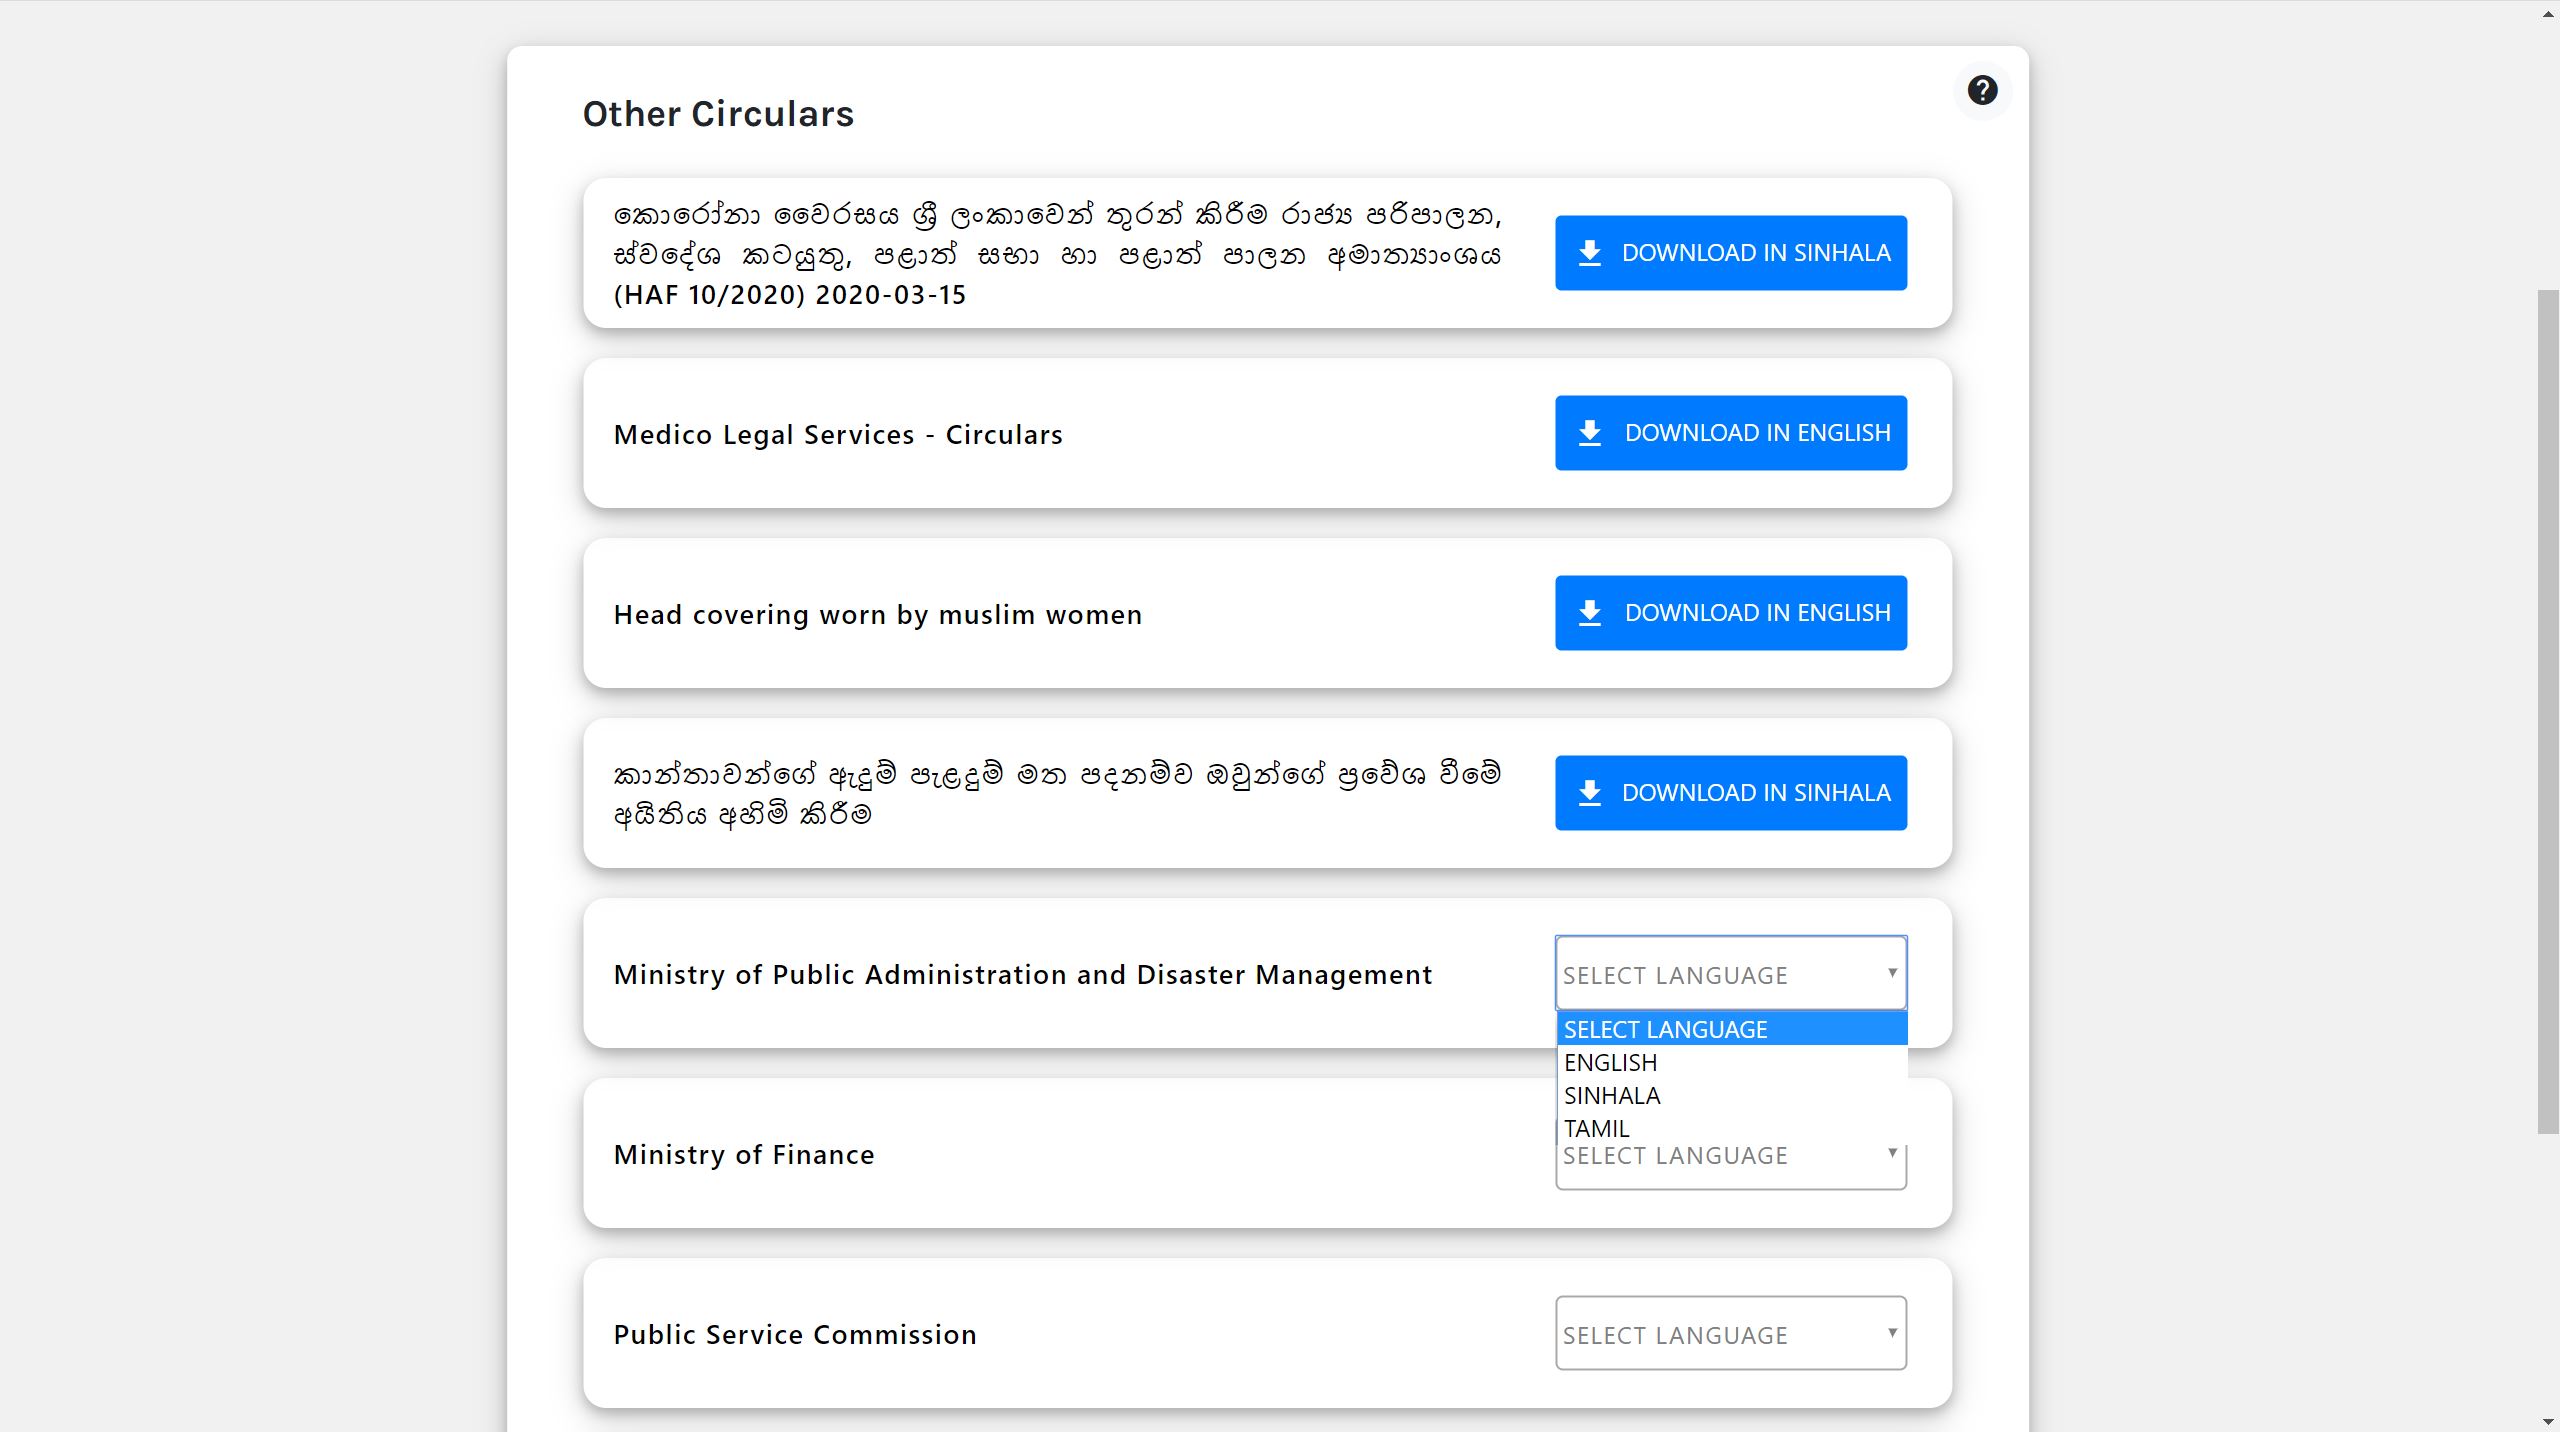 Other Circulars
කොරෝනා වෛරසය ශ්‍රී ලංකාවෙන් තුරන් කිරීම රාජ්‍ය පරිපාලන,
ස්වදේශ කටයුතු, පළාත් සභා හා පළාත් පාලන අමාත්‍යාංශය
(HAF 10/2020) 2020-03-15
DOWNLOAD IN SINHALA
Medico Legal Services - Circulars
DOWNLOAD IN ENGLISH
Head covering worn by muslim women
DOWNLOAD IN ENGLISH
කාන්තාවන්ගේ ඇදුම් පැළදුම් මත පදනම්ව ඔවුන්ගේ ප්‍රවේශ වීමේ
අයිතිය අහිමි කිරීම
DOWNLOAD IN SINHALA
Ministry of Public Administration and Disaster Management
SELECT LANGUAGE
SELECT LANGUAGE
ENGLISH
SINHALA
TAMIL
Ministry of Finance
SELECT LANGUAGE
Public Service Commission
SELECT LANGUAGE